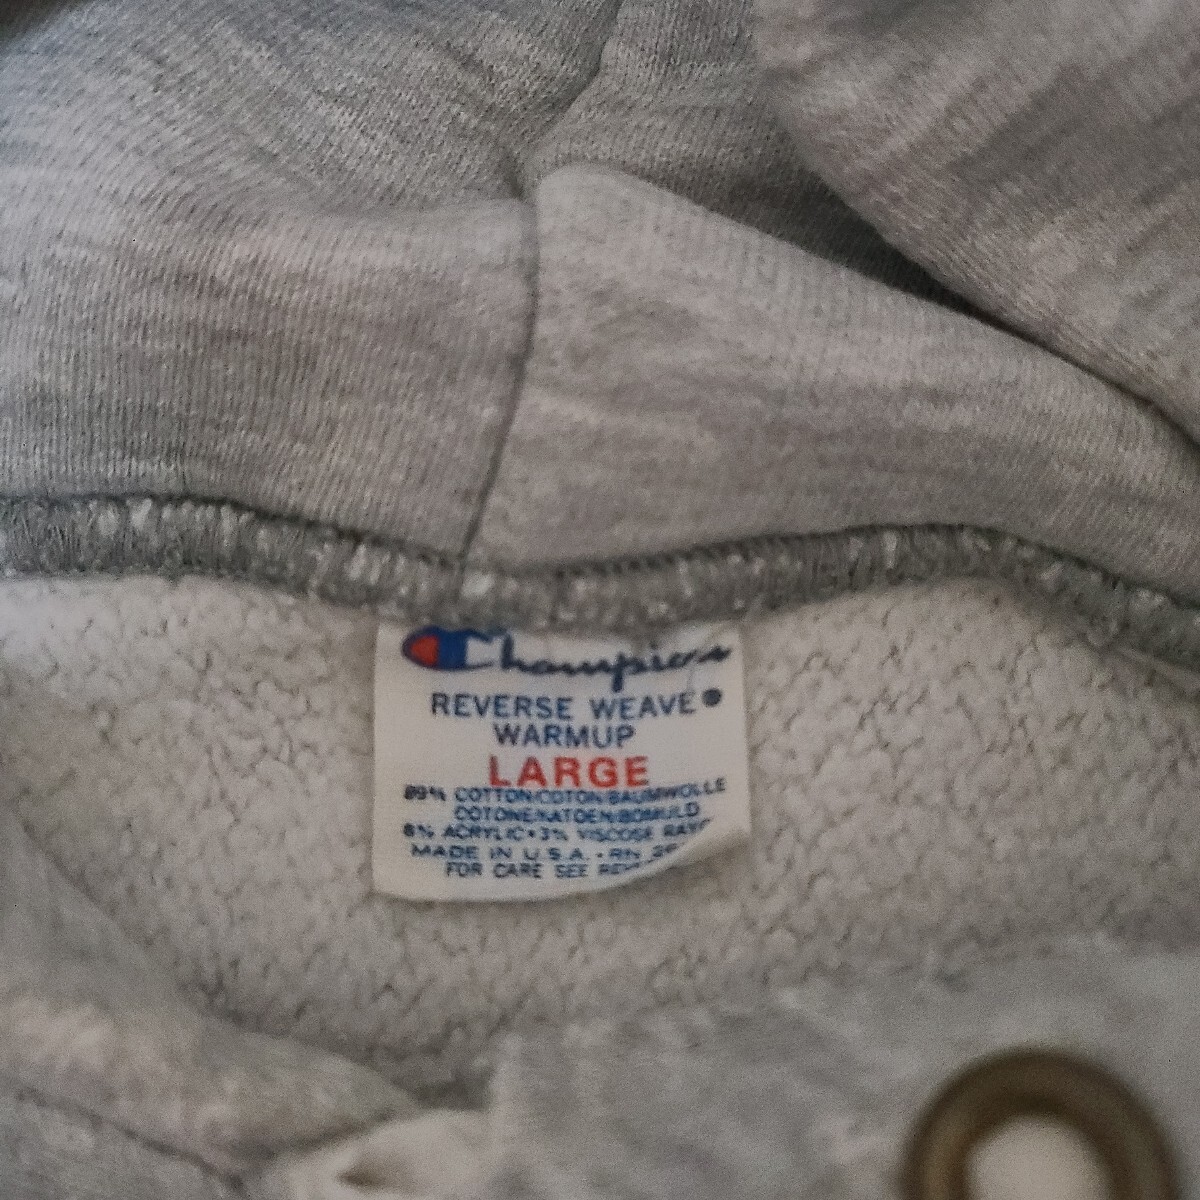 Champion
REVERSE WEAVE
WARMUP
LARGE
89% COTTON/COTON/BAUMWOLLE
COTONE/KATOEN/BOMULD
8% ACRYLIC • 3% VISCOSE
MADE IN U.S.A. • RN
FOR CARE SEE